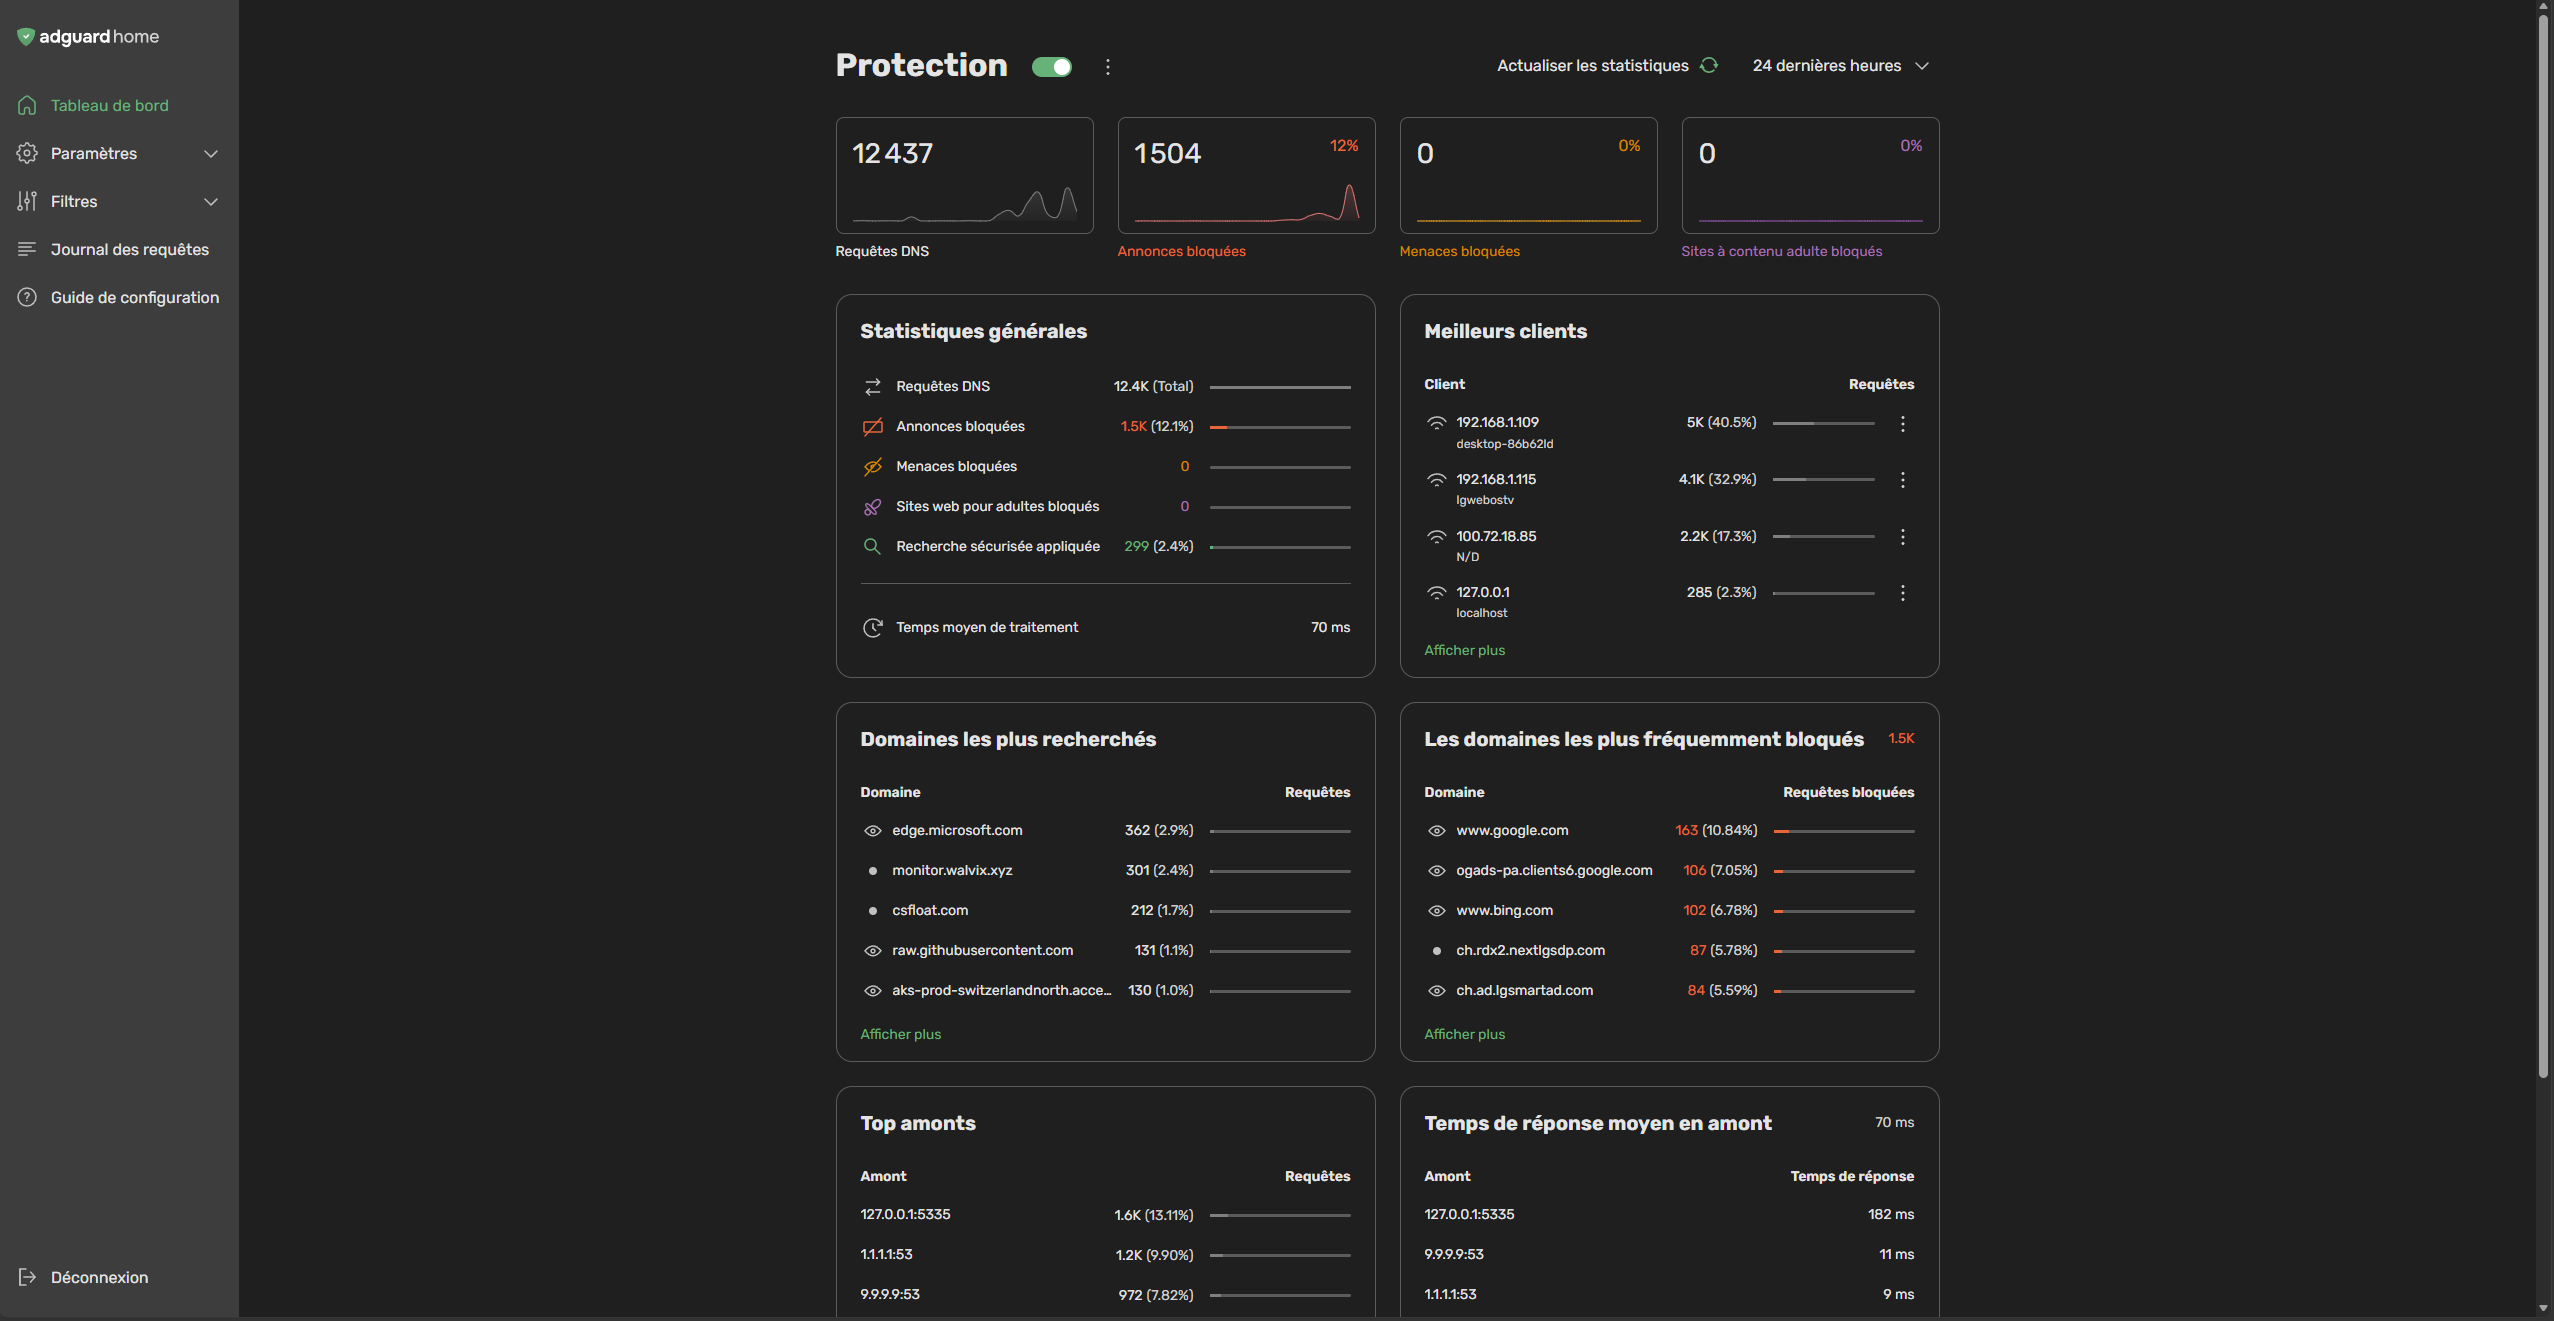 adguard home
Tableau de bord
Paramètres
Filtres
Journal des requêtes
Guide de configuration
Déconnexion
Protection
Actualiser les statistiques
24 dernières heures
12 437
Requêtes DNS
1 504
12%
Annonces bloquées
0
0%
Menaces bloquées
0
0%
Sites à contenu adulte bloqués
Statistiques générales
Requêtes DNS 12.4K (Total)
Annonces bloquées 1.5K (12.1%)
Menaces bloquées 0
Sites web pour adultes bloqués 0
Recherche sécurisée appliquée 299 (2.4%)
Temps moyen de traitement 70 ms
Meilleurs clients
Client Requêtes
192.168.1.109 5K (40.5%)
desktop-86b62ld
192.168.1.115 4.1K (32.9%)
lgwebostv
100.72.18.85 2.2K (17.3%)
N/D
127.0.0.1 285 (2.3%)
localhost
Afficher plus
Domaines les plus recherchés
Domaine Requêtes
edge.microsoft.com 362 (2.9%)
monitor.walvix.xyz 301 (2.4%)
csfloat.com 212 (1.7%)
raw.githubusercontent.com 131 (1.1%)
aks-prod-switzerlandnorth.acce... 130 (1.0%)
Afficher plus
Les domaines les plus fréquemment bloqués 1.5K
Domaine Requêtes bloquées
www.google.com 163 (10.84%)
ogads-pa.clients6.google.com 106 (7.05%)
www.bing.com 102 (6.78%)
ch.rdx2.nextlgsdp.com 87 (5.78%)
ch.ad.lgsmartad.com 84 (5.59%)
Afficher plus
Top amonts
Amont Requêtes
127.0.0.1:5335 1.6K (13.11%)
1.1.1.1:53 1.2K (9.90%)
9.9.9.9:53 972 (7.82%)
Temps de réponse moyen en amont 70 ms
Amont Temps de réponse
127.0.0.1:5335 182 ms
9.9.9.9:53 11 ms
1.1.1.1:53 9 ms